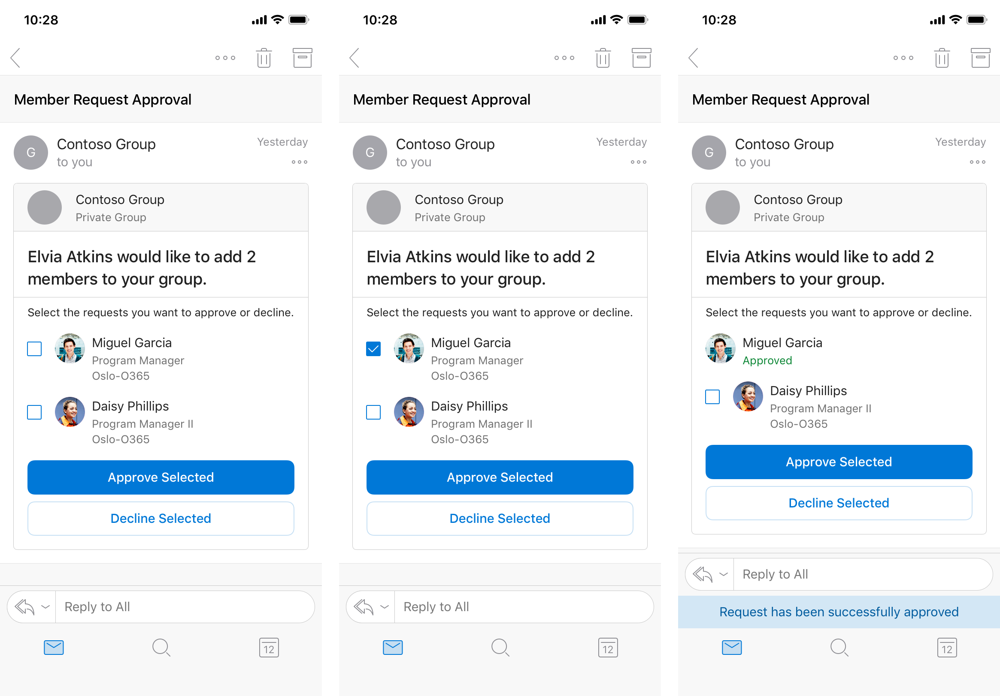 10:28
Member Request Approval
G
Contoso Group
Yesterday
to you
Contoso Group
Private Group
Elvia Atkins would like to add 2
members to your group.
Select the requests you want to approve or decline.
Miguel Garcia
Program Manager
Oslo-O365
Daisy Phillips
Program Manager II
Oslo-O365
Approve Selected
Decline Selected
Reply to All
12
10:28
Member Request Approval
G
Contoso Group
Yesterday
to you
Contoso Group
Private Group
Elvia Atkins would like to add 2
members to your group.
Select the requests you want to approve or decline.
Miguel Garcia
Program Manager
Oslo-O365
Daisy Phillips
Program Manager II
Oslo-O365
Approve Selected
Decline Selected
Reply to All
12
10:28
Member Request Approval
G
Contoso Group
Yesterday
to you
Contoso Group
Private Group
Elvia Atkins would like to add 2
members to your group.
Select the requests you want to approve or decline.
Miguel Garcia
Approved
Daisy Phillips
Program Manager II
Oslo-O365
Approve Selected
Decline Selected
Reply to All
Request has been successfully approved
12